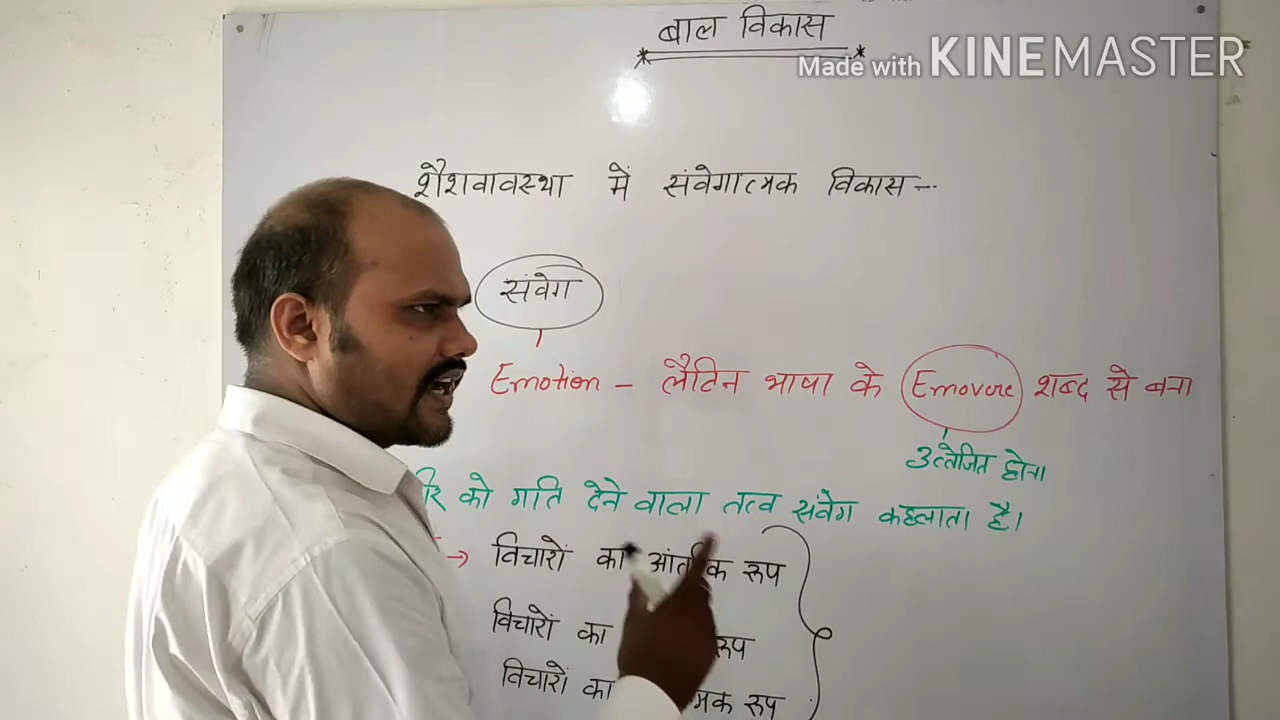 बाल विकास
Made with KINEMASTER
शैशवावस्था में संवेगात्मक विकास --
संवेग
Emotion - लैटिन भाषा के Emovere शब्द से बना
उत्तेजित होना
को गति देने वाला तत्व संवेग कहलाता है।
→ विचारों का रूप
विचारों का रूप
विचारों का रूप